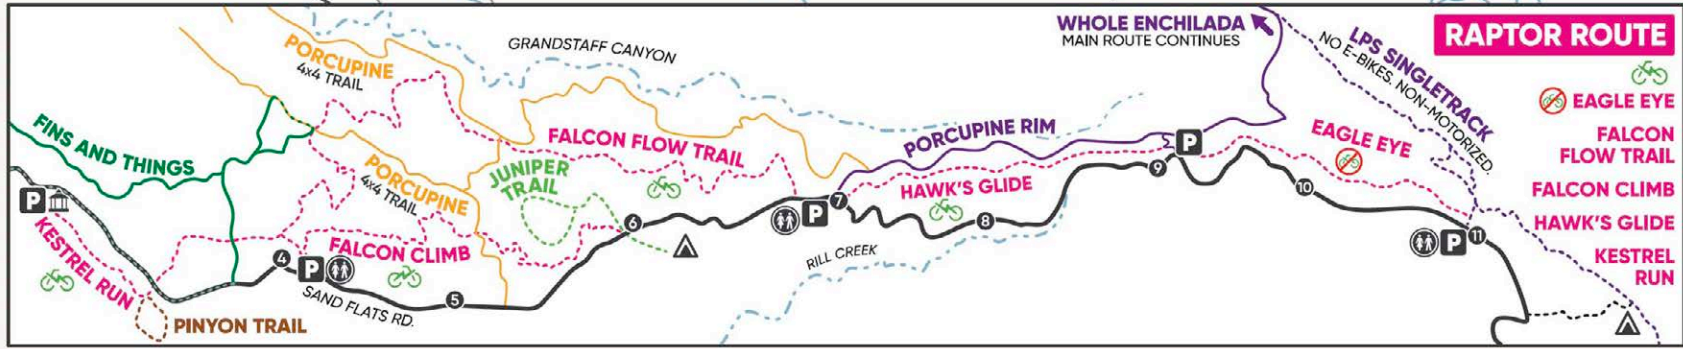 WHOLE ENCHILADA
MAIN ROUTE CONTINUES
RAPTOR ROUTE
EAGLE EYE
FALCON
FLOW TRAIL
FALCON CLIMB
HAWK'S GLIDE
KESTREL
RUN
PORCUPINE
4x4 TRAIL
GRANDSTAFF CANYON
LPS SINGLETRACK
NO E-BIKES. NON-MOTORIZED.
FINS AND THINGS
FALCON FLOW TRAIL
PORCUPINE RIM
EAGLE EYE
PORCUPINE
4x4 TRAIL
JUNIPER
TRAIL
HAWK'S GLIDE
P
P
P
P
P
4
5
6
7
8
9
10
11
KESTREL RUN
FALCON CLIMB
RILL CREEK
SAND FLATS RD.
PINYON TRAIL